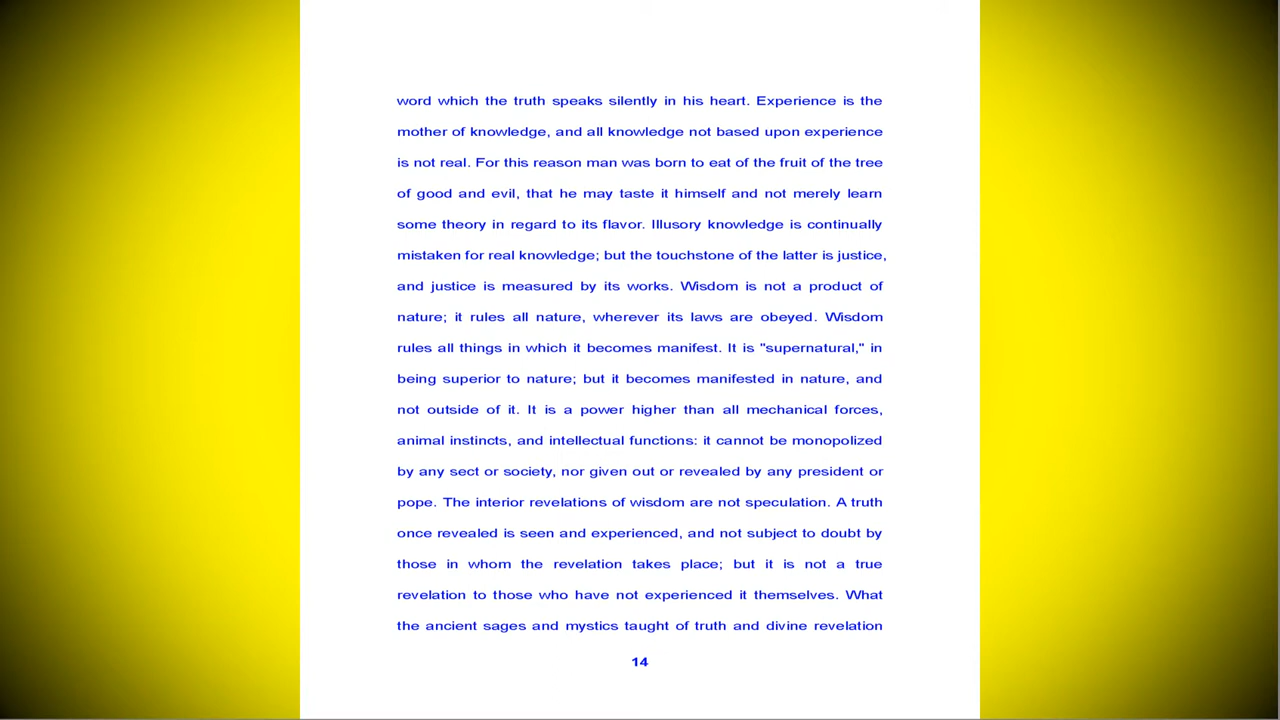 word which the truth speaks silently in his heart. Experience is the
mother of knowledge, and all knowledge not based upon experience
is not real. For this reason man was born to eat of the fruit of the tree
of good and evil, that he may taste it himself and not merely learn
some theory in regard to its flavor. Illusory knowledge is continually
mistaken for real knowledge; but the touchstone of the latter is justice,
and justice is measured by its works. Wisdom is not a product of
nature; it rules all nature, wherever its laws are obeyed. Wisdom
rules all things in which it becomes manifest. It is "supernatural," in
being superior to nature; but it becomes manifested in nature, and
not outside of it. It is a power higher than all mechanical forces,
animal instincts, and intellectual functions: it cannot be monopolized
by any sect or society, nor given out or revealed by any president or
pope. The interior revelations of wisdom are not speculation. A truth
once revealed is seen and experienced, and not subject to doubt by
those in whom the revelation takes place; but it is not a true
revelation to those who have not experienced it themselves. What
the ancient sages and mystics taught of truth and divine revelation
14